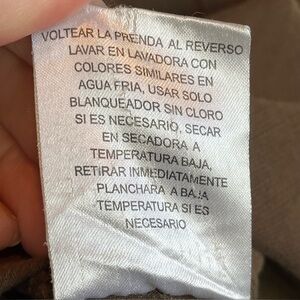 VOLTEAR LA PRENDA AL REVERSO
LAVAR EN LAVADORA CON
COLORES SIMILARES EN
AGUA FRIA, USAR SOLO
BLANQUEADOR SIN CLORO
SI ES NECESARIO, SECAR
EN SECADORA A
TEMPERATURA BAJA,
RETIRAR INMEDIATAMENTE
PLANCHAR A BAJA
TEMPERATURA SI ES
NECESARIO